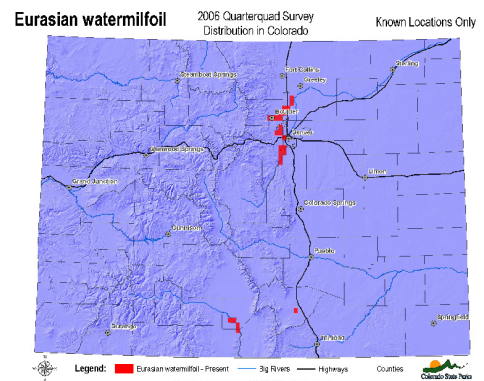 Eurasian watermilfoil
2006 Quarterquad Survey
Distribution in Colorado
Known Locations Only
Steamboat Springs
Fort Collins
Greeley
Sterling
Boulder
Denver
Glenwood Springs
Limon
Grand Junction
Colorado Springs
Gunnison
Pueblo
Durango
Trinidad
Springfield
Legend:
Eurasian watermilfoil - Present
Big Rivers
Highways
Counties
Colorado State Parks